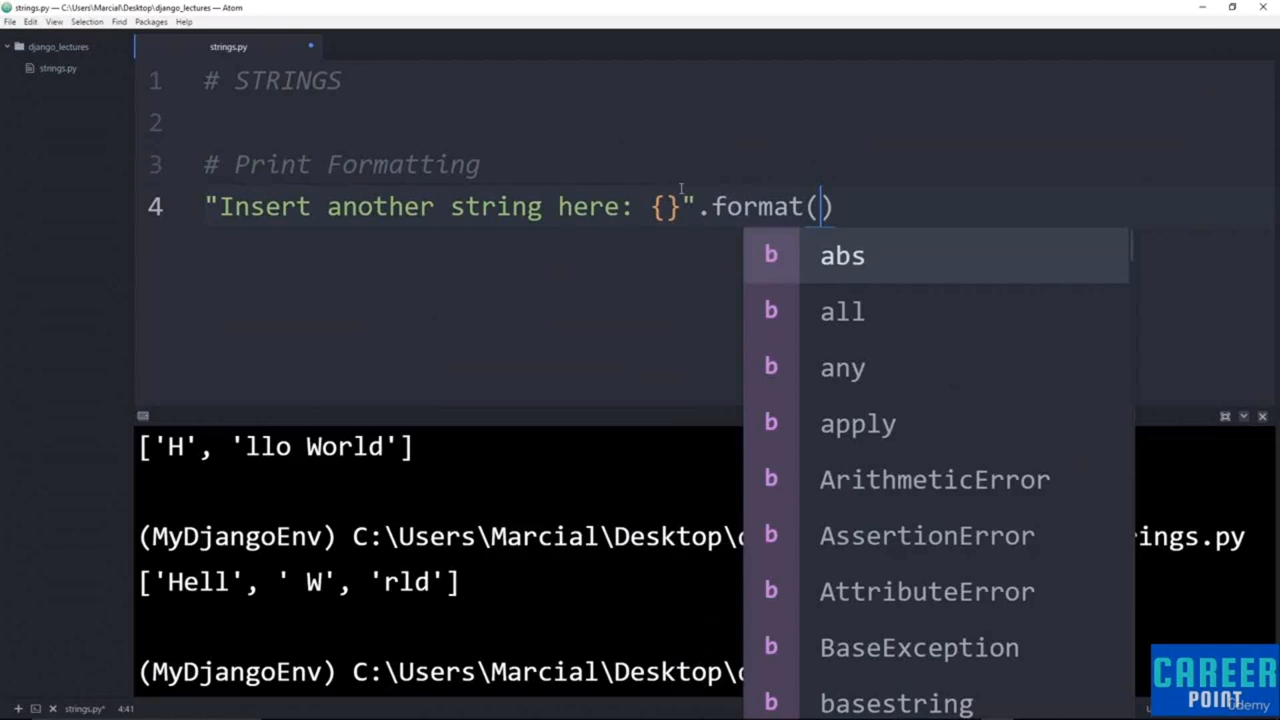 strings.py — C:\Users\Marcial\Desktop\django_lectures — Atom
File Edit View Selection Find Packages Help
django_lectures
strings.py
strings.py
1 # STRINGS
2
3 # Print Formatting
4 "Insert another string here: {}".format()
b abs
b all
b any
b apply
b ArithmeticError
b AssertionError
b AttributeError
b BaseException
b basestring
['H', 'llo World']
(MyDjangoEnv) C:\Users\Marcial\Desktop\ rings.py
['Hell', ' W', 'rld']
(MyDjangoEnv) C:\Users\Marcial\Desktop\
strings.py* 4:41
CAREER
POINT
Udemy